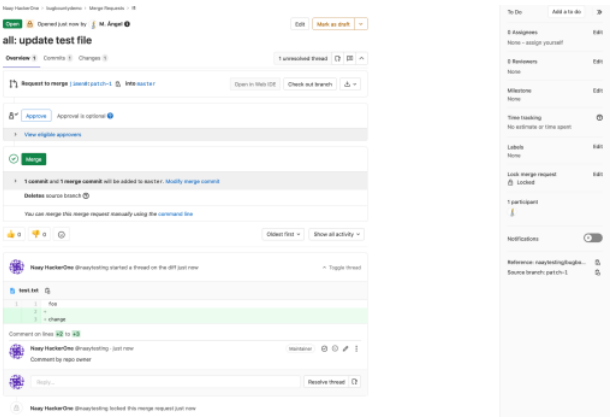 Naay HackerOne > bugbountydemo > Merge Requests > !6
Open Opened just now by M. Ángel
Edit Mark as draft
all: update test file
Overview 1 Commits 1 Changes 1
1 unresolved thread
Request to merge patch-1 into master
Open in Web IDE Check out branch
Approve Approval is optional
View eligible approvers
Merge
1 commit and 1 merge commit will be added to master. Modify merge commit
Deletes source branch
You can merge this merge request manually using the command line
0 0
Oldest first Show all activity
Naay HackerOne @naaytesting started a thread on the diff just now
Toggle thread
test.txt
1 1 foo
2 +
3 + change
Comment on lines +2 to +3
Naay HackerOne @naaytesting · just now
Maintainer
Comment by repo owner
Reply...
Resolve thread
Naay HackerOne @naaytesting locked this merge request just now
To Do Add a to do
0 Assignees Edit
None - assign yourself
0 Reviewers Edit
None
Milestone Edit
None
Time tracking
No estimate or time spent
Labels Edit
None
Lock merge request Edit
Locked
1 participant
Notifications
Reference: naaytesting/bugbo...
Source branch: patch-1